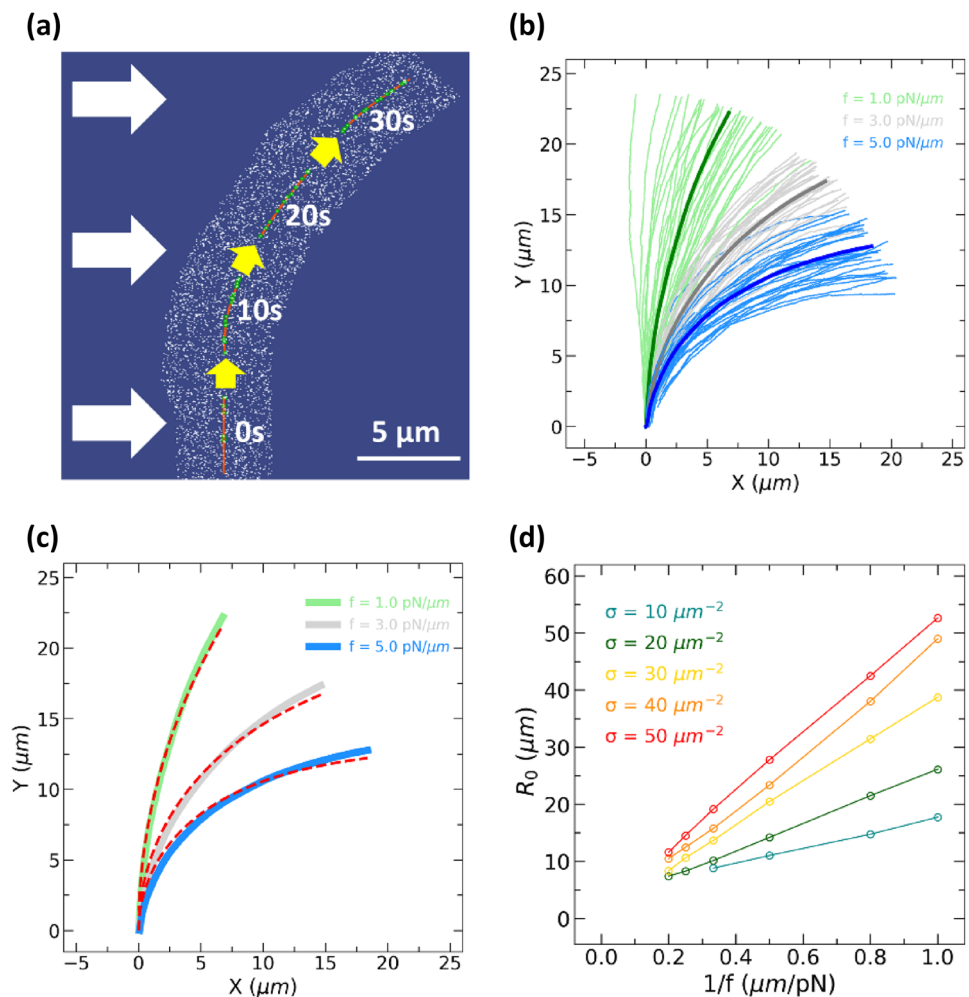 (a)
30s
20s
10s
0s
5 μm
(b)
f = 1.0 pN/μm
f = 3.0 pN/μm
f = 5.0 pN/μm
25
20
15
10
5
0
Y (μm)
−5 0 5 10 15 20 25
X (μm)
(c)
f = 1.0 pN/μm
f = 3.0 pN/μm
f = 5.0 pN/μm
25
20
15
10
5
0
Y (μm)
−5 0 5 10 15 20 25
X (μm)
(d)
σ = 10 μm⁻²
σ = 20 μm⁻²
σ = 30 μm⁻²
σ = 40 μm⁻²
σ = 50 μm⁻²
60
50
40
30
20
10
0
R₀ (μm)
0.0 0.2 0.4 0.6 0.8 1.0
1/f (μm/pN)